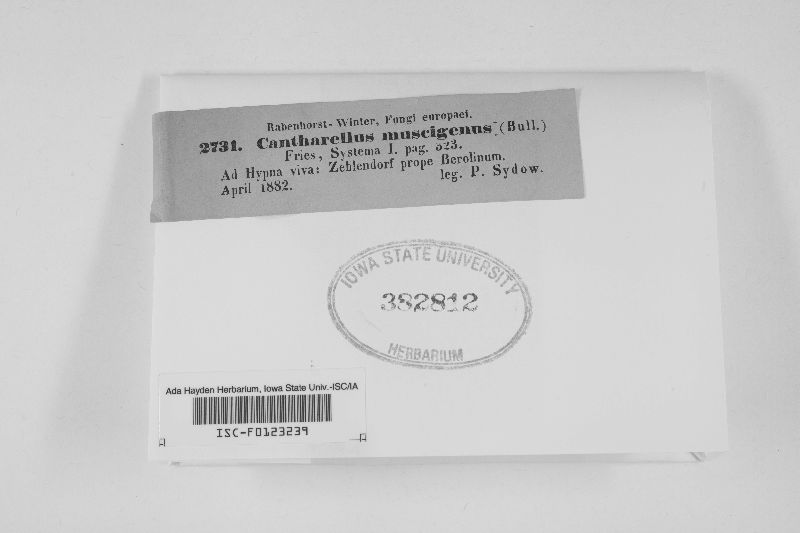 Rabenhorst-Winter, Fungi europaei.
2731. Cantharellus muscigenus (Bull.)
Fries, Systema I. pag. 323.
Ad Hypna viva: Zehlendorf prope Berolinum.
April 1882. leg. P. Sydow.
IOWA STATE UNIVERSITY
382812
HERBARIUM
Ada Hayden Herbarium, Iowa State Univ.-ISC/IA
ISC-F0123239